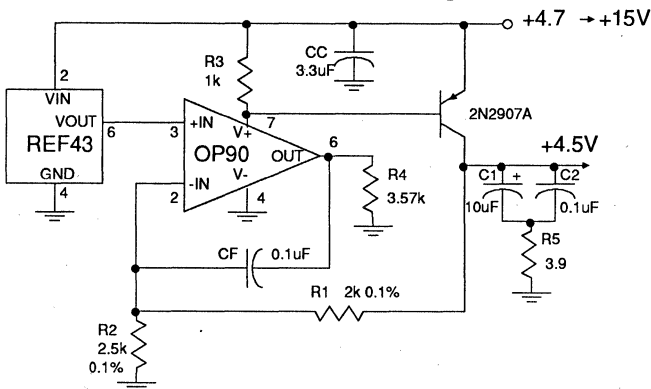 +4.7 → +15V
R3
1k
CC
3.3uF
2
VIN
VOUT
6
REF43
GND
4
3
+IN
V+
7
2N2907A
OP90
OUT
6
V-
4
-IN
2
R4
3.57k
+4.5V
C1
+
C2
10uF
0.1uF
R5
3.9
CF
0.1uF
R1
2k 0.1%
R2
2.5k
0.1%